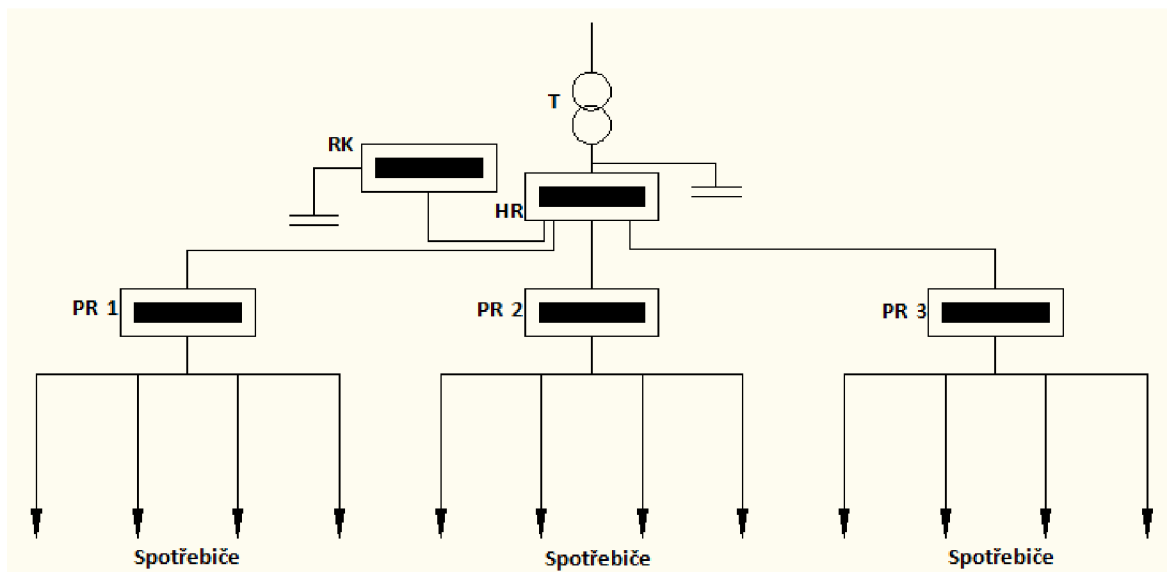 T
RK
HR
PR 1
PR 2
PR 3
Spotřebiče
Spotřebiče
Spotřebiče